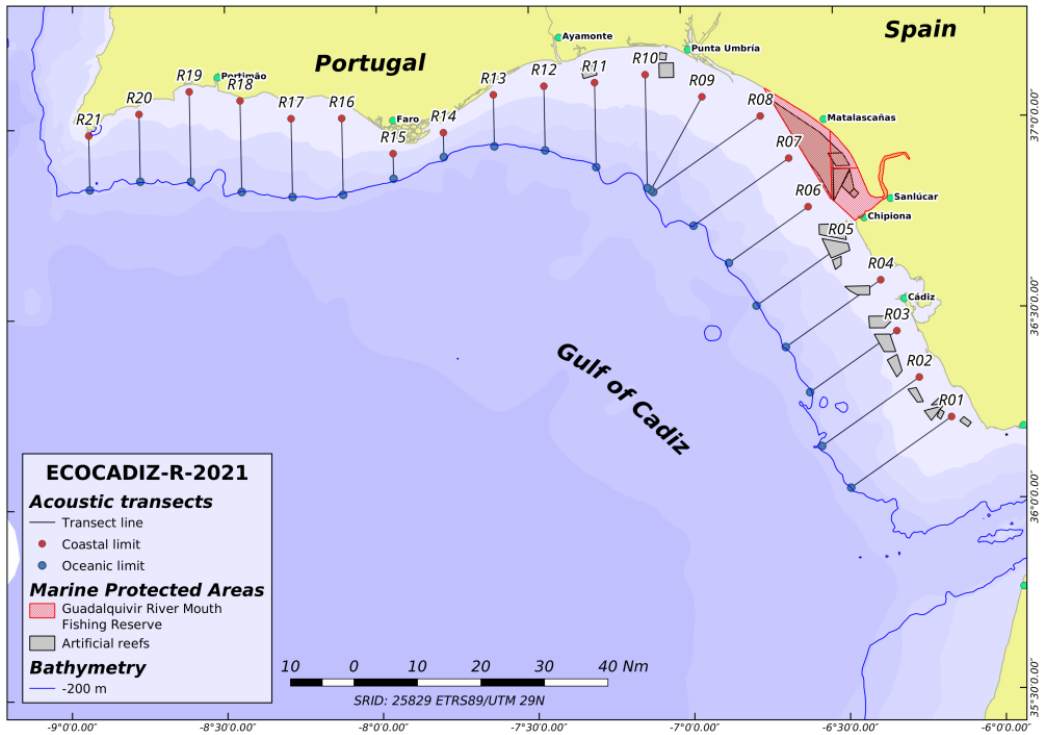 Portugal
Spain
Ayamonte
Punta Umbría
Portimão
Faro
Matalascañas
Sanlúcar
Chipiona
Cádiz
R21
R20
R19
R18
R17
R16
R15
R14
R13
R12
R11
R10
R09
R08
R07
R06
R05
R04
R03
R02
R01
Gulf of Cadiz
37°0'0.00"
36°30'0.00"
36°0'0.00"
35°30'0.00"
ECOCADIZ-R-2021
Acoustic transects
Transect line
Coastal limit
Oceanic limit
Marine Protected Areas
Guadalquivir River Mouth
Fishing Reserve
Artificial reefs
Bathymetry
-200 m
10 0 10 20 30 40 Nm
SRID: 25829 ETRS89/UTM 29N
-9°0'0.00" -8°30'0.00" -8°0'0.00" -7°30'0.00" -7°0'0.00" -6°30'0.00" -6°0'0.00"